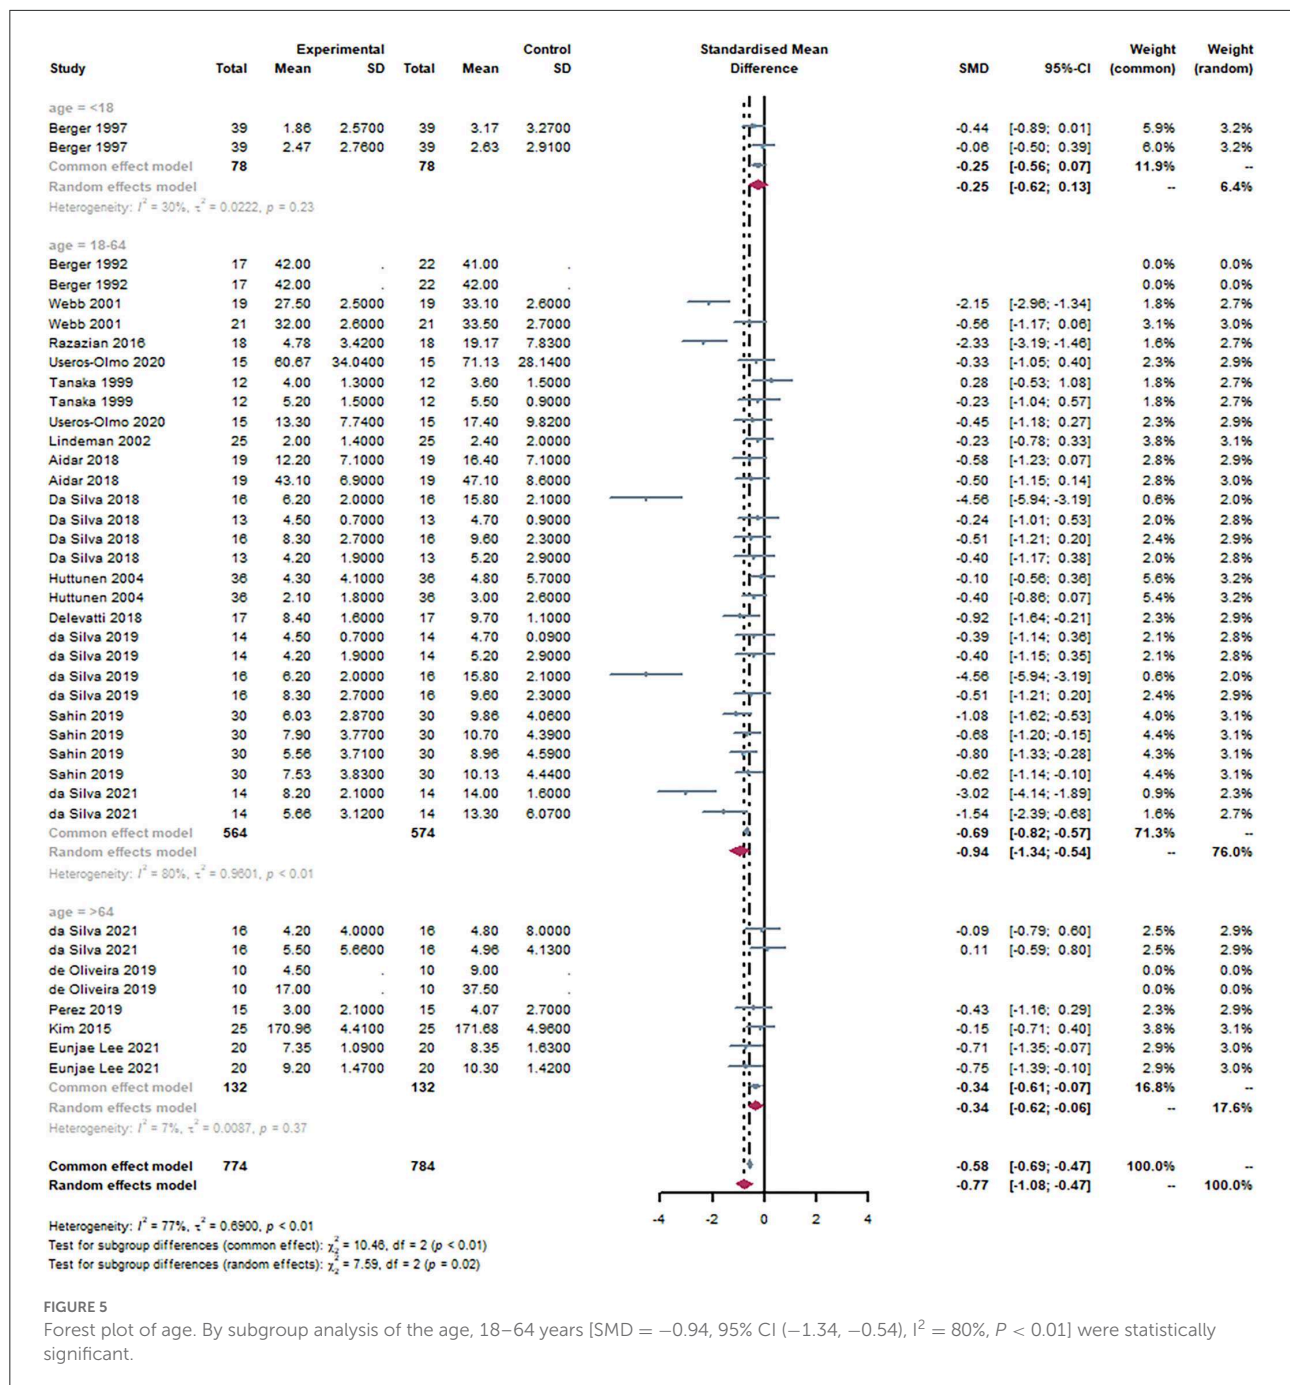 Experimental Control Standardised Mean Weight Weight
Study Total Mean SD Total Mean SD Difference SMD 95%-CI (common) (random)
age = <18
Berger 1997 39 1.86 2.5700 39 3.17 3.2700 -0.44 [-0.89; 0.01] 5.9% 3.2%
Berger 1997 39 2.47 2.7600 39 2.63 2.9100 -0.06 [-0.50; 0.39] 6.0% 3.2%
Common effect model 78 78 -0.25 [-0.56; 0.07] 11.9% --
Random effects model -0.25 [-0.62; 0.13] -- 6.4%
Heterogeneity: I² = 30%, τ² = 0.0222, p = 0.23
age = 18-64
Berger 1992 17 42.00 . 22 41.00 . 0.0% 0.0%
Berger 1992 17 42.00 . 22 42.00 . 0.0% 0.0%
Webb 2001 19 27.50 2.5000 19 33.10 2.6000 -2.15 [-2.96; -1.34] 1.8% 2.7%
Webb 2001 21 32.00 2.6000 21 33.50 2.7000 -0.56 [-1.17; 0.06] 3.1% 3.0%
Razazian 2016 18 4.78 3.4200 18 19.17 7.8300 -2.33 [-3.19; -1.46] 1.6% 2.7%
Useros-Olmo 2020 15 60.67 34.0400 15 71.13 28.1400 -0.33 [-1.05; 0.40] 2.3% 2.9%
Tanaka 1999 12 4.00 1.3000 12 3.60 1.5000 0.28 [-0.53; 1.08] 1.8% 2.7%
Tanaka 1999 12 5.20 1.5000 12 5.50 0.9000 -0.23 [-1.04; 0.57] 1.8% 2.7%
Useros-Olmo 2020 15 13.30 7.7400 15 17.40 9.8200 -0.45 [-1.18; 0.27] 2.3% 2.9%
Lindeman 2002 25 2.00 1.4000 25 2.40 2.0000 -0.23 [-0.78; 0.33] 3.8% 3.1%
Aidar 2018 19 12.20 7.1000 19 16.40 7.1000 -0.58 [-1.23; 0.07] 2.8% 2.9%
Aidar 2018 19 43.10 6.9000 19 47.10 8.6000 -0.50 [-1.15; 0.14] 2.8% 3.0%
Da Silva 2018 16 6.20 2.0000 16 15.80 2.1000 -4.56 [-5.94; -3.19] 0.6% 2.0%
Da Silva 2018 13 4.50 0.7000 13 4.70 0.9000 -0.24 [-1.01; 0.53] 2.0% 2.8%
Da Silva 2018 16 8.30 2.7000 16 9.60 2.3000 -0.51 [-1.21; 0.20] 2.4% 2.9%
Da Silva 2018 13 4.20 1.9000 13 5.20 2.9000 -0.40 [-1.17; 0.38] 2.0% 2.8%
Huttunen 2004 36 4.30 4.1000 36 4.80 5.7000 -0.10 [-0.56; 0.36] 5.6% 3.2%
Huttunen 2004 36 2.10 1.8000 36 3.00 2.6000 -0.40 [-0.86; 0.07] 5.4% 3.2%
Delevatti 2018 17 8.40 1.6000 17 9.70 1.1000 -0.92 [-1.64; -0.21] 2.3% 2.9%
da Silva 2019 14 4.50 0.7000 14 4.70 0.0900 -0.39 [-1.14; 0.36] 2.1% 2.8%
da Silva 2019 14 4.20 1.9000 14 5.20 2.9000 -0.40 [-1.15; 0.35] 2.1% 2.8%
da Silva 2019 16 6.20 2.0000 16 15.80 2.1000 -4.56 [-5.94; -3.19] 0.6% 2.0%
da Silva 2019 16 8.30 2.7000 16 9.60 2.3000 -0.51 [-1.21; 0.20] 2.4% 2.9%
Sahin 2019 30 6.03 2.8700 30 9.86 4.0600 -1.08 [-1.62; -0.53] 4.0% 3.1%
Sahin 2019 30 7.90 3.7700 30 10.70 4.3900 -0.68 [-1.20; -0.15] 4.4% 3.1%
Sahin 2019 30 5.56 3.7100 30 8.96 4.5900 -0.80 [-1.33; -0.28] 4.3% 3.1%
Sahin 2019 30 7.53 3.8300 30 10.13 4.4400 -0.62 [-1.14; -0.10] 4.4% 3.1%
da Silva 2021 14 8.20 2.1000 14 14.00 1.6000 -3.02 [-4.14; -1.89] 0.9% 2.3%
da Silva 2021 14 5.66 3.1200 14 13.30 6.0700 -1.54 [-2.39; -0.68] 1.6% 2.7%
Common effect model 564 574 -0.69 [-0.82; -0.57] 71.3% --
Random effects model -0.94 [-1.34; -0.54] -- 76.0%
Heterogeneity: I² = 80%, τ² = 0.9601, p < 0.01
age = >64
da Silva 2021 16 4.20 4.0000 16 4.80 8.0000 -0.09 [-0.79; 0.60] 2.5% 2.9%
da Silva 2021 16 5.50 5.6600 16 4.96 4.1300 0.11 [-0.59; 0.80] 2.5% 2.9%
de Oliveira 2019 10 4.50 . 10 9.00 . 0.0% 0.0%
de Oliveira 2019 10 17.00 . 10 37.50 . 0.0% 0.0%
Perez 2019 15 3.00 2.1000 15 4.07 2.7000 -0.43 [-1.16; 0.29] 2.3% 2.9%
Kim 2015 25 170.96 4.4100 25 171.68 4.9600 -0.15 [-0.71; 0.40] 3.8% 3.1%
Eunjae Lee 2021 20 7.35 1.0900 20 8.35 1.6300 -0.71 [-1.35; -0.07] 2.9% 3.0%
Eunjae Lee 2021 20 9.20 1.4700 20 10.30 1.4200 -0.75 [-1.39; -0.10] 2.9% 3.0%
Common effect model 132 132 -0.34 [-0.61; -0.07] 16.8% --
Random effects model -0.34 [-0.62; -0.06] -- 17.6%
Heterogeneity: I² = 7%, τ² = 0.0087, p = 0.37
Common effect model 774 784 -0.58 [-0.69; -0.47] 100.0% --
Random effects model -0.77 [-1.08; -0.47] -- 100.0%
-4 -2 0 2 4
Heterogeneity: I² = 77%, τ² = 0.6900, p < 0.01
Test for subgroup differences (common effect): χ²₂ = 10.46, df = 2 (p < 0.01)
Test for subgroup differences (random effects): χ²₂ = 7.59, df = 2 (p = 0.02)
FIGURE 5
Forest plot of age. By subgroup analysis of the age, 18–64 years [SMD = −0.94, 95% CI (−1.34, −0.54), I² = 80%, P < 0.01] were statistically
significant.